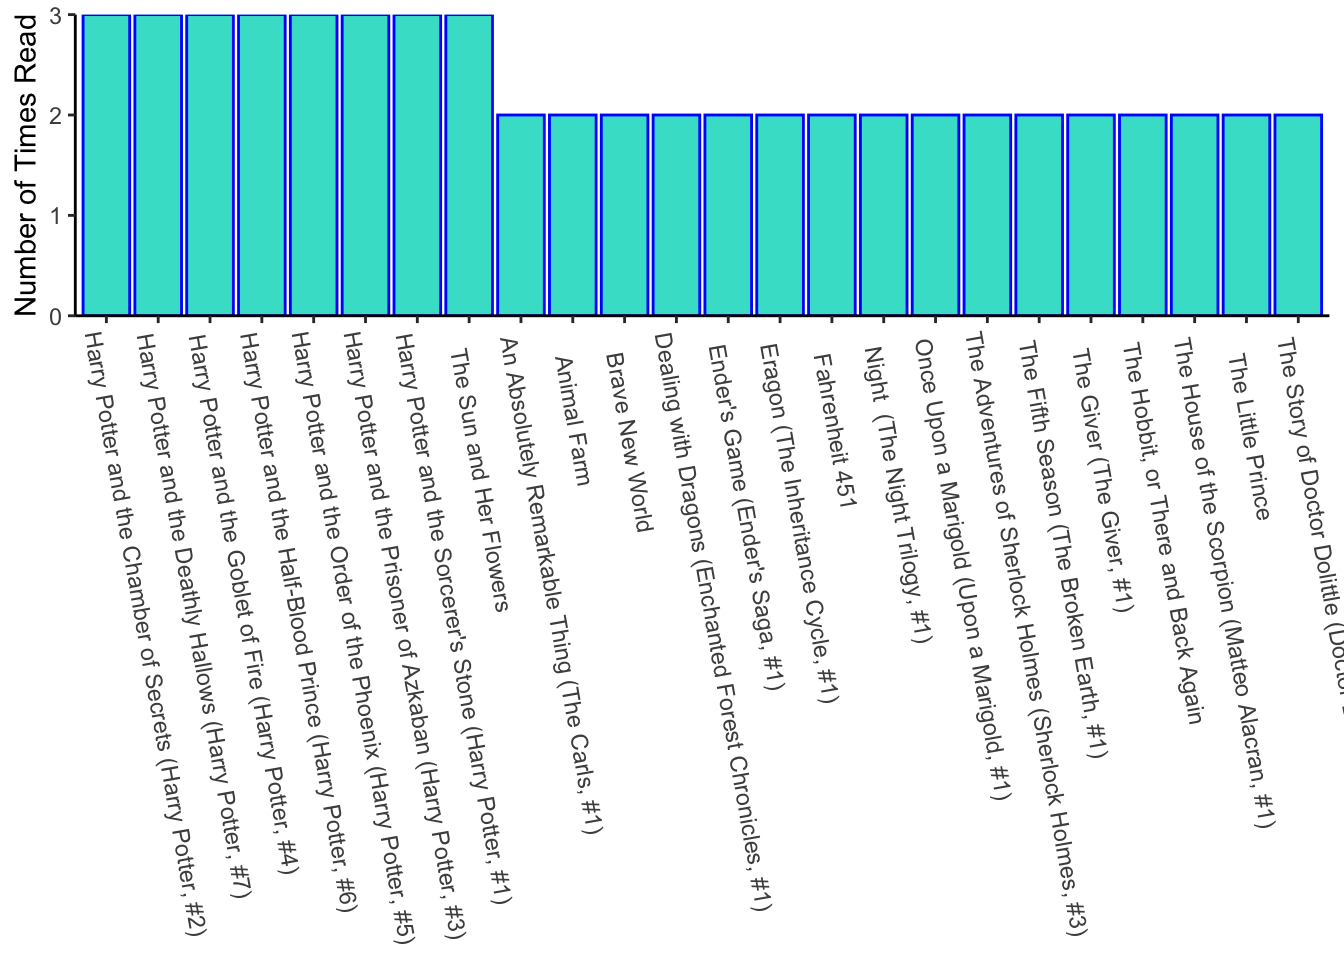 Number of Times Read
3
2
1
0
Harry Potter and the Chamber of Secrets (Harry Potter, #2)
Harry Potter and the Deathly Hallows (Harry Potter, #7)
Harry Potter and the Goblet of Fire (Harry Potter, #4)
Harry Potter and the Half-Blood Prince (Harry Potter, #6)
Harry Potter and the Order of the Phoenix (Harry Potter, #5)
Harry Potter and the Prisoner of Azkaban (Harry Potter, #3)
Harry Potter and the Sorcerer's Stone (Harry Potter, #1)
The Sun and Her Flowers
An Absolutely Remarkable Thing (The Carls, #1)
Animal Farm
Brave New World
Dealing with Dragons (Enchanted Forest Chronicles, #1)
Ender's Game (Ender's Saga, #1)
Eragon (The Inheritance Cycle, #1)
Fahrenheit 451
Night  (The Night Trilogy, #1)
Once Upon a Marigold (Upon a Marigold, #1)
The Adventures of Sherlock Holmes (Sherlock Holmes, #3)
The Fifth Season (The Broken Earth, #1)
The Giver (The Giver, #1)
The Hobbit, or There and Back Again
The House of the Scorpion (Matteo Alacran, #1)
The Little Prince
The Story of Doctor Dolittle (Doctor